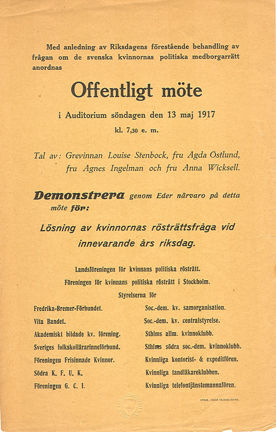 Med anledning av Riksdagens förestående behandling av
frågan om de svenska kvinnornas politiska medborgarrätt
anordnas
Offentligt möte
i Auditorium söndagen den 13 maj 1917
kl. 7,30 e. m.
Tal av: Grevinnan Louise Stenbock, fru Agda Östlund,
fru Agnes Ingelman och fru Anna Wicksell.
Demonstrera genom Eder närvaro på detta
möte för:
Lösning av kvinnornas rösträttsfråga vid
innevarande års riksdag.
Landsföreningen för kvinnans politiska rösträtt.
Föreningen för kvinnans politiska rösträtt i Stockholm.
Styrelserna för
Fredrika-Bremer-Förbundet. Soc.-dem. kv. samorganisation.
Vita Bandet. Soc.-dem. kv. centralstyrelse.
Akademiski bildade kv. förening. Sthlms allm. kvinnoklubb.
Sveriges folkskollärarinneförbund. Sthlms södra soc.-dem. kvinnoklubb.
Föreningen Frisinnade Kvinnor. Kvinnliga kontorist- & expeditfören.
Södra K. F. U. K. Kvinnliga tandläkareklubben.
Föreningen G. C. I. Kvinnliga telefontjänstemannafören.